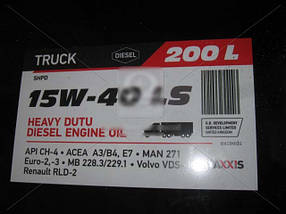 TRUCK
DIESEL
200 L
SHPD
15W-40 LS
HEAVY DUTU
DIESEL ENGINE OIL
API CH-4 • ACEA A3/B4, E7 • MAN 271
Euro-2,-3 • MB 228.3/229.1 • Volvo VDS-
AXXIS
Renault RLD-2